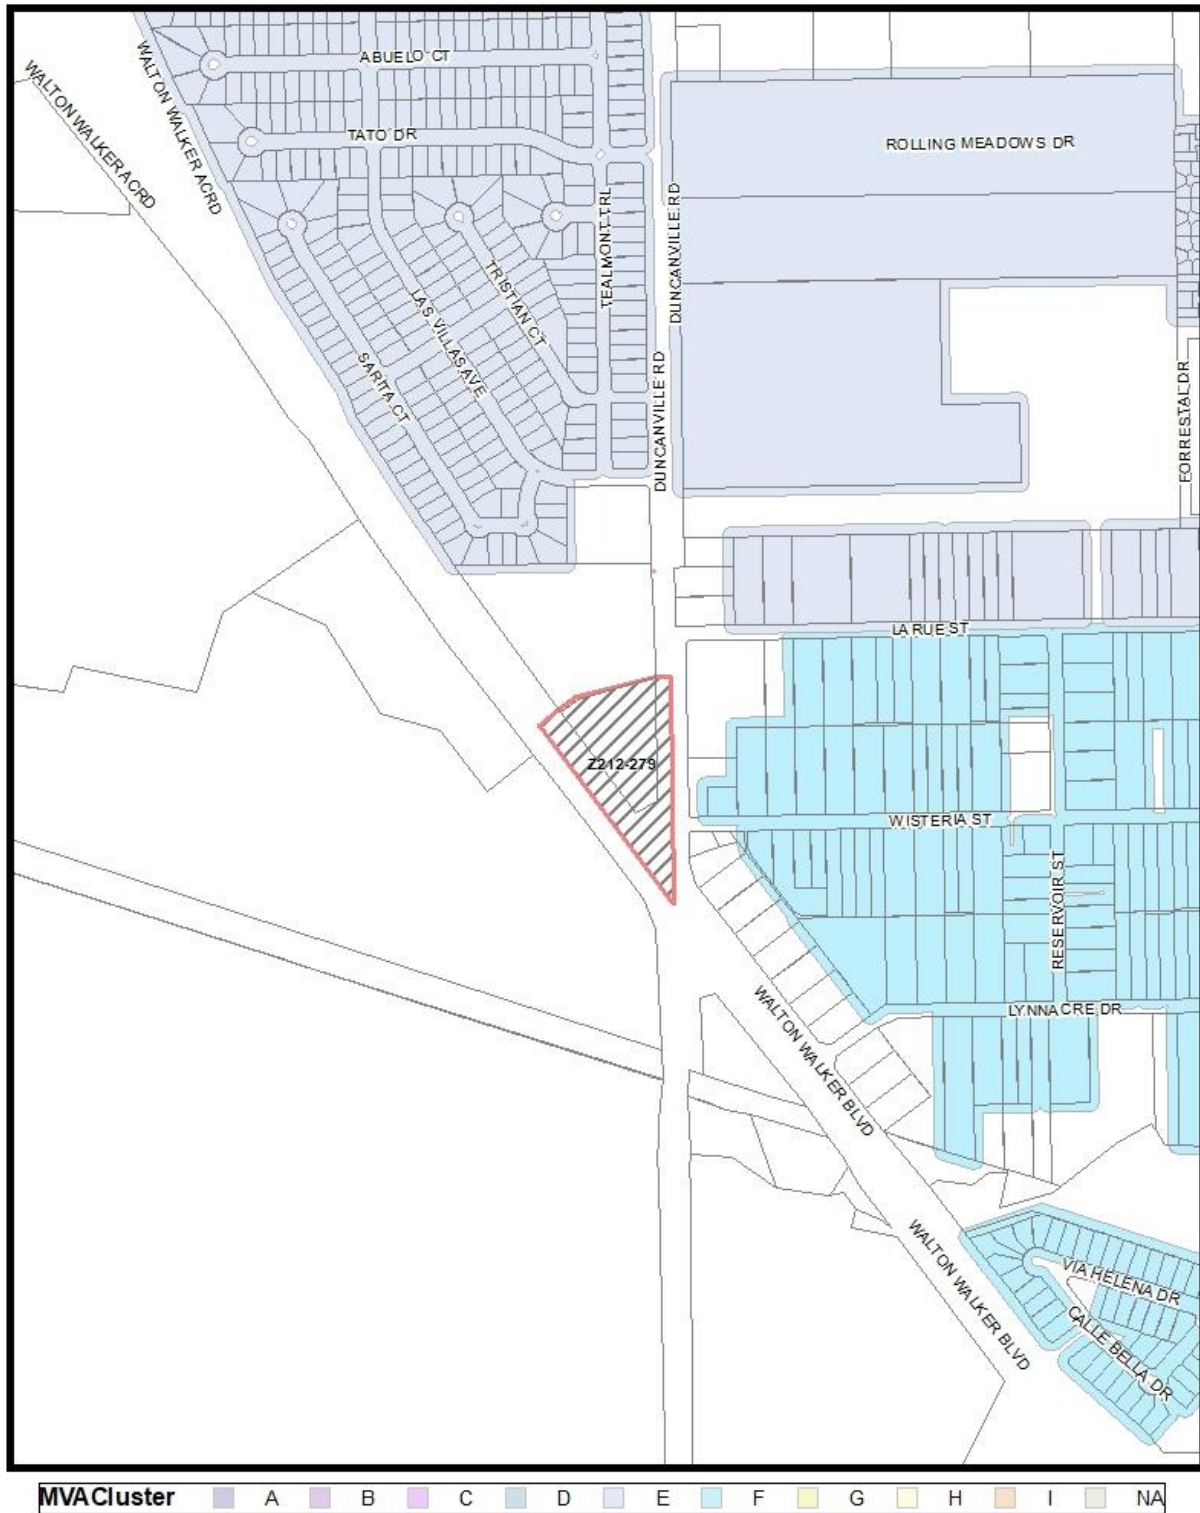 ABUELO CT
WALTON WALKER ACRD
WALTON WALKER ACRD
TATO DR
ROLLING MEADOWS DR
TEALMONT TRL
DUNCANVILLE RD
TRISTIAN CT
LAS VILLAS AVE
SARITA CT
DUNCANVILLE RD
FORRESTAL DR
LA RUE ST
Z212-279
WISTERIA ST
RESERVOIR ST
LYNNACRE DR
WALTON WALKER BLVD
WALTON WALKER BLVD
VIA HELENA DR
CALLE BELLA DR
MVACluster A B C D E F G H I NA